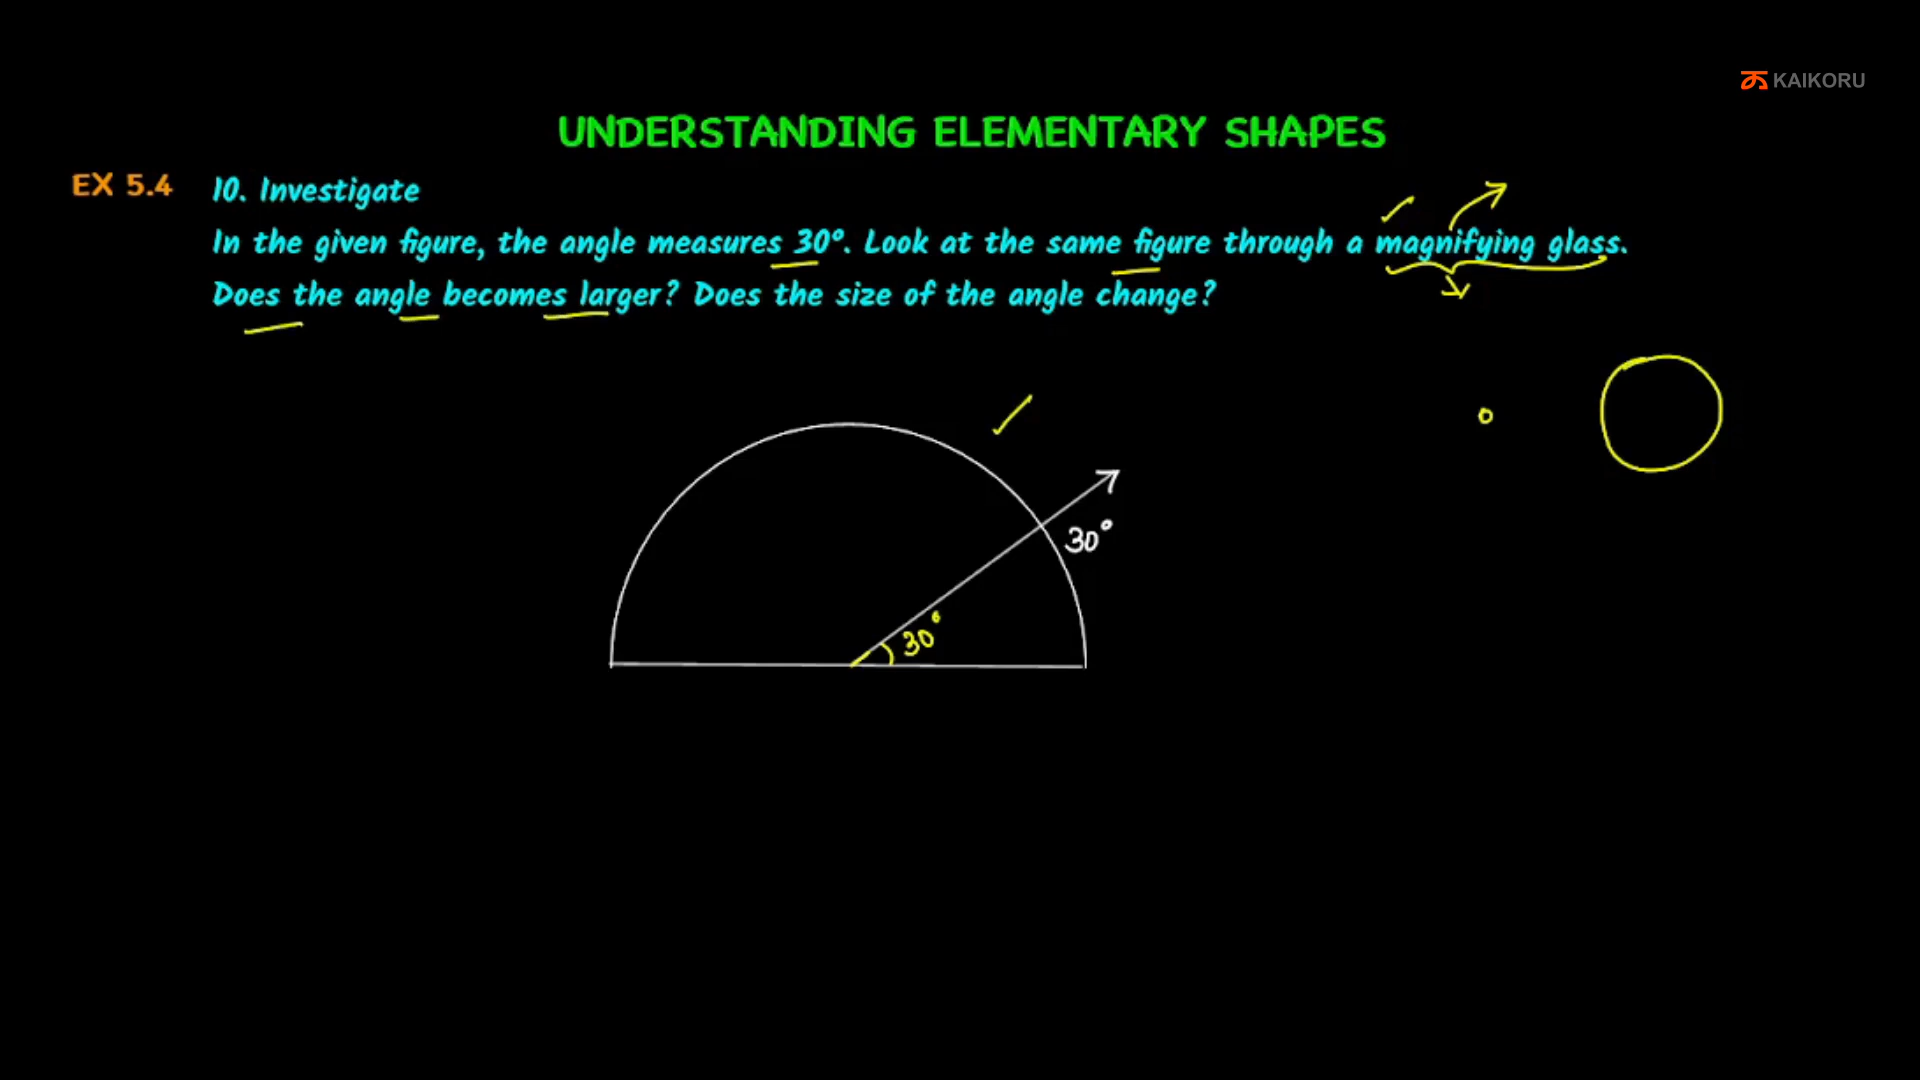 KAIKORU
UNDERSTANDING ELEMENTARY SHAPES
EX 5.4
10. Investigate
In the given figure, the angle measures 30°. Look at the same figure through a magnifying glass.
Does the angle becomes larger? Does the size of the angle change?
30°
30°